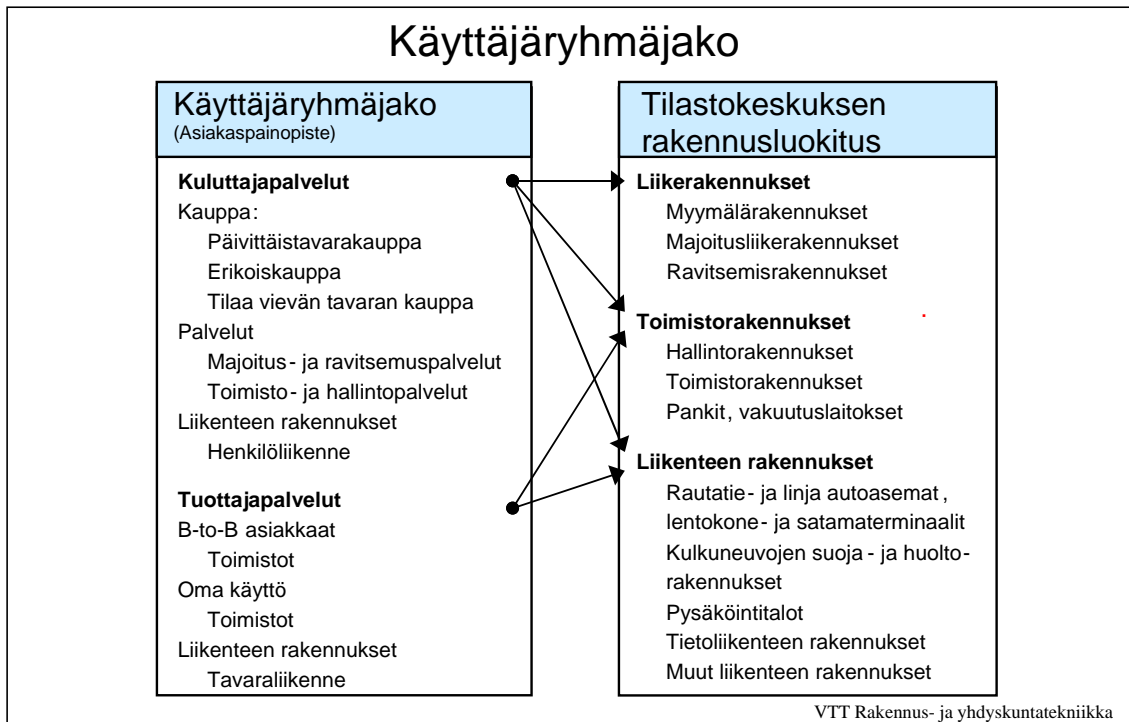 Käyttäjäryhmäjako
Käyttäjäryhmäjako
(Asiakaspainopiste)
Kuluttajapalvelut
Kauppa:
Päivittäistavarakauppa
Erikoiskauppa
Tilaa vievän tavaran kauppa
Palvelut
Majoitus- ja ravitsemuspalvelut
Toimisto- ja hallintopalvelut
Liikenteen rakennukset
Henkilöliikenne
Tuottajapalvelut
B-to-B asiakkaat
Toimistot
Oma käyttö
Toimistot
Liikenteen rakennukset
Tavaraliikenne
Tilastokeskuksen
rakennusluokitus
Liikerakennukset
Myymälärakennukset
Majoitusliikerakennukset
Ravitsemisrakennukset
Toimistorakennukset
Hallintorakennukset
Toimistorakennukset
Pankit, vakuutuslaitokset
Liikenteen rakennukset
Rautatie- ja linja autoasemat,
lentokone- ja satamaterminaalit
Kulkuneuvojen suoja- ja huolto-
rakennukset
Pysäköintitalot
Tietoliikenteen rakennukset
Muut liikenteen rakennukset
VTT Rakennus- ja yhdyskuntatekniikka